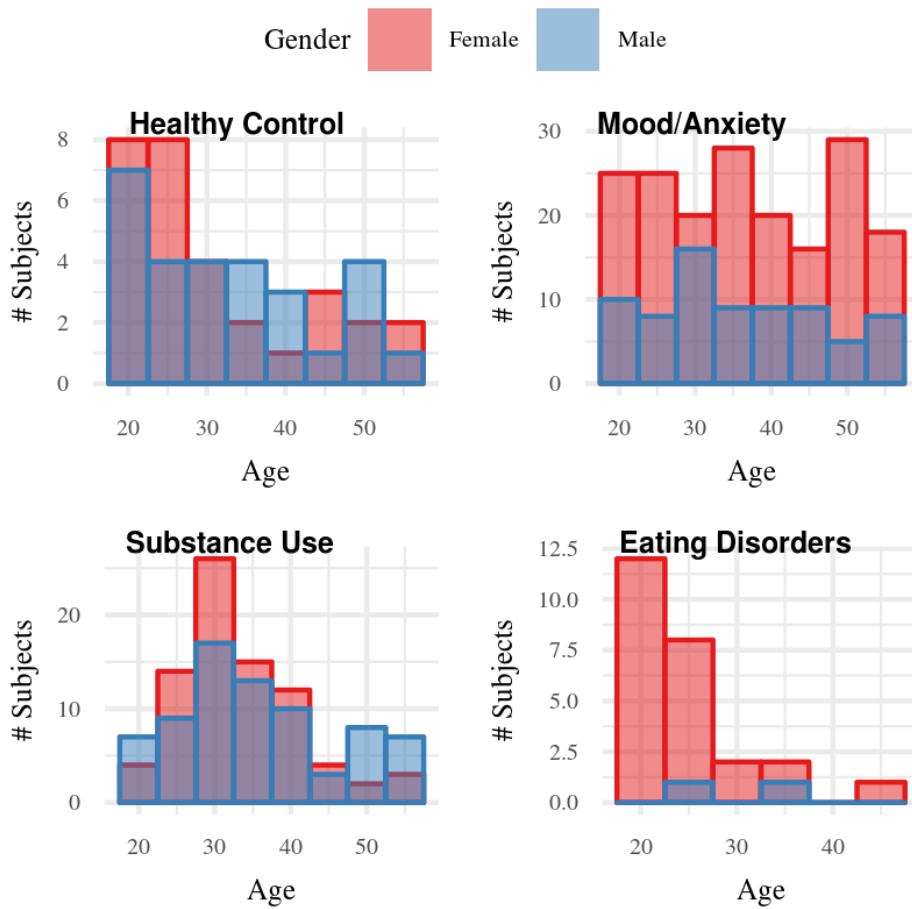 Gender Female Male
Healthy Control
8
6
4
2
0
# Subjects
20 30 40 50
Age
Mood/Anxiety
30
20
10
0
# Subjects
20 30 40 50
Age
Substance Use
20
10
0
# Subjects
20 30 40 50
Age
Eating Disorders
12.5
10.0
7.5
5.0
2.5
0.0
# Subjects
20 30 40
Age